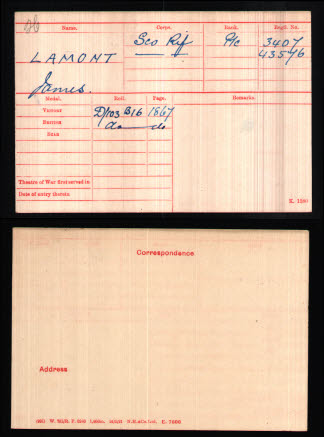 Name. Corps. Rank. Regtl. No.
LAMONT Sco Rif Pte 3407
43576
James.
Medal. Roll. Page. Remarks.
VICTORY D/103 B16 1867
BRITISH do do
STAR
Theatre of War first served in
Date of entry therein
K. 1380
Correspondence
Address